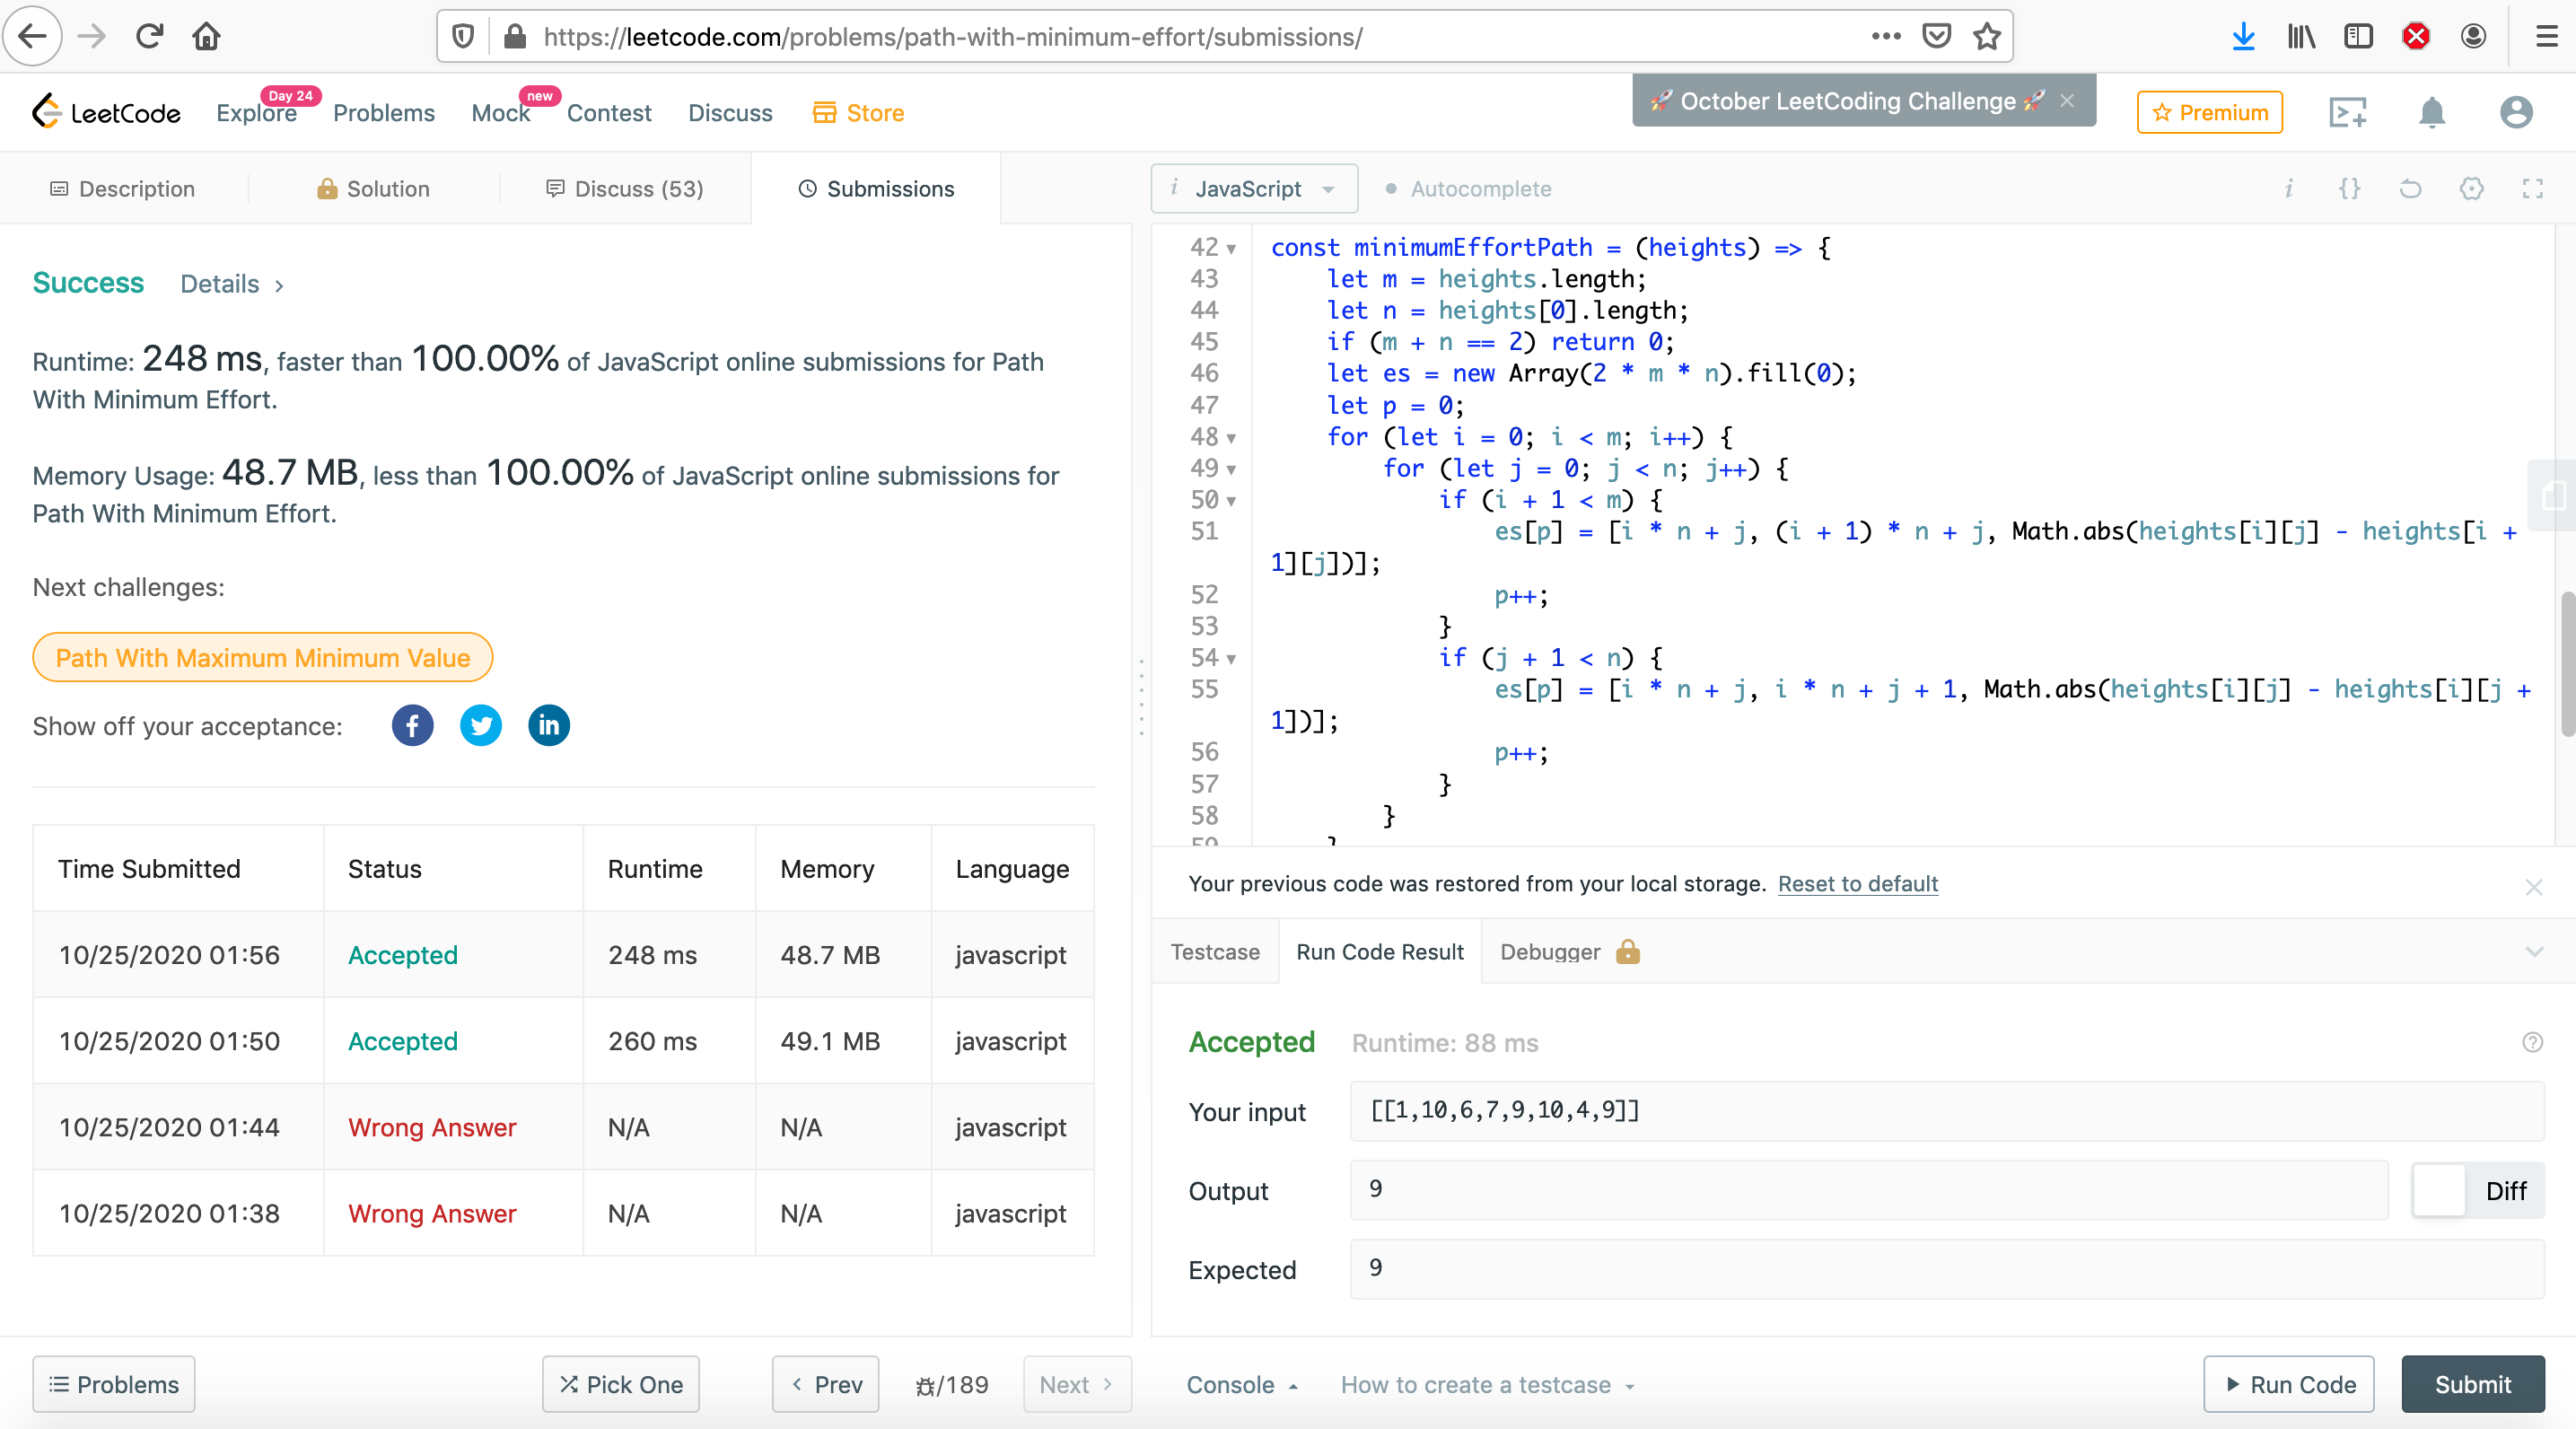 https://leetcode.com/problems/path-with-minimum-effort/submissions/
LeetCode
Explore
Day 24
Problems
Mock
new
Contest
Discuss
Store
🚀 October LeetCoding Challenge 🚀 ×
Premium
Description
Solution
Discuss (53)
Submissions
i JavaScript
Autocomplete
i {}
Success Details >
Runtime: 248 ms, faster than 100.00% of JavaScript online submissions for Path
With Minimum Effort.
Memory Usage: 48.7 MB, less than 100.00% of JavaScript online submissions for
Path With Minimum Effort.
Next challenges:
Path With Maximum Minimum Value
Show off your acceptance:
f
in
Time Submitted Status Runtime Memory Language
10/25/2020 01:56 Accepted 248 ms 48.7 MB javascript
10/25/2020 01:50 Accepted 260 ms 49.1 MB javascript
10/25/2020 01:44 Wrong Answer N/A N/A javascript
10/25/2020 01:38 Wrong Answer N/A N/A javascript
42 const minimumEffortPath = (heights) => {
43 let m = heights.length;
44 let n = heights[0].length;
45 if (m + n == 2) return 0;
46 let es = new Array(2 * m * n).fill(0);
47 let p = 0;
48 for (let i = 0; i < m; i++) {
49 for (let j = 0; j < n; j++) {
50 if (i + 1 < m) {
51 es[p] = [i * n + j, (i + 1) * n + j, Math.abs(heights[i][j] - heights[i +
1][j])];
52 p++;
53 }
54 if (j + 1 < n) {
55 es[p] = [i * n + j, i * n + j + 1, Math.abs(heights[i][j] - heights[i][j +
1])];
56 p++;
57 }
58 }
59 }
Your previous code was restored from your local storage. Reset to default
Testcase
Run Code Result
Debugger
Accepted Runtime: 88 ms
Your input [[1,10,6,7,9,10,4,9]]
Output 9
Diff
Expected 9
Problems
Pick One
< Prev
/189
Next >
Console
How to create a testcase
Run Code
Submit